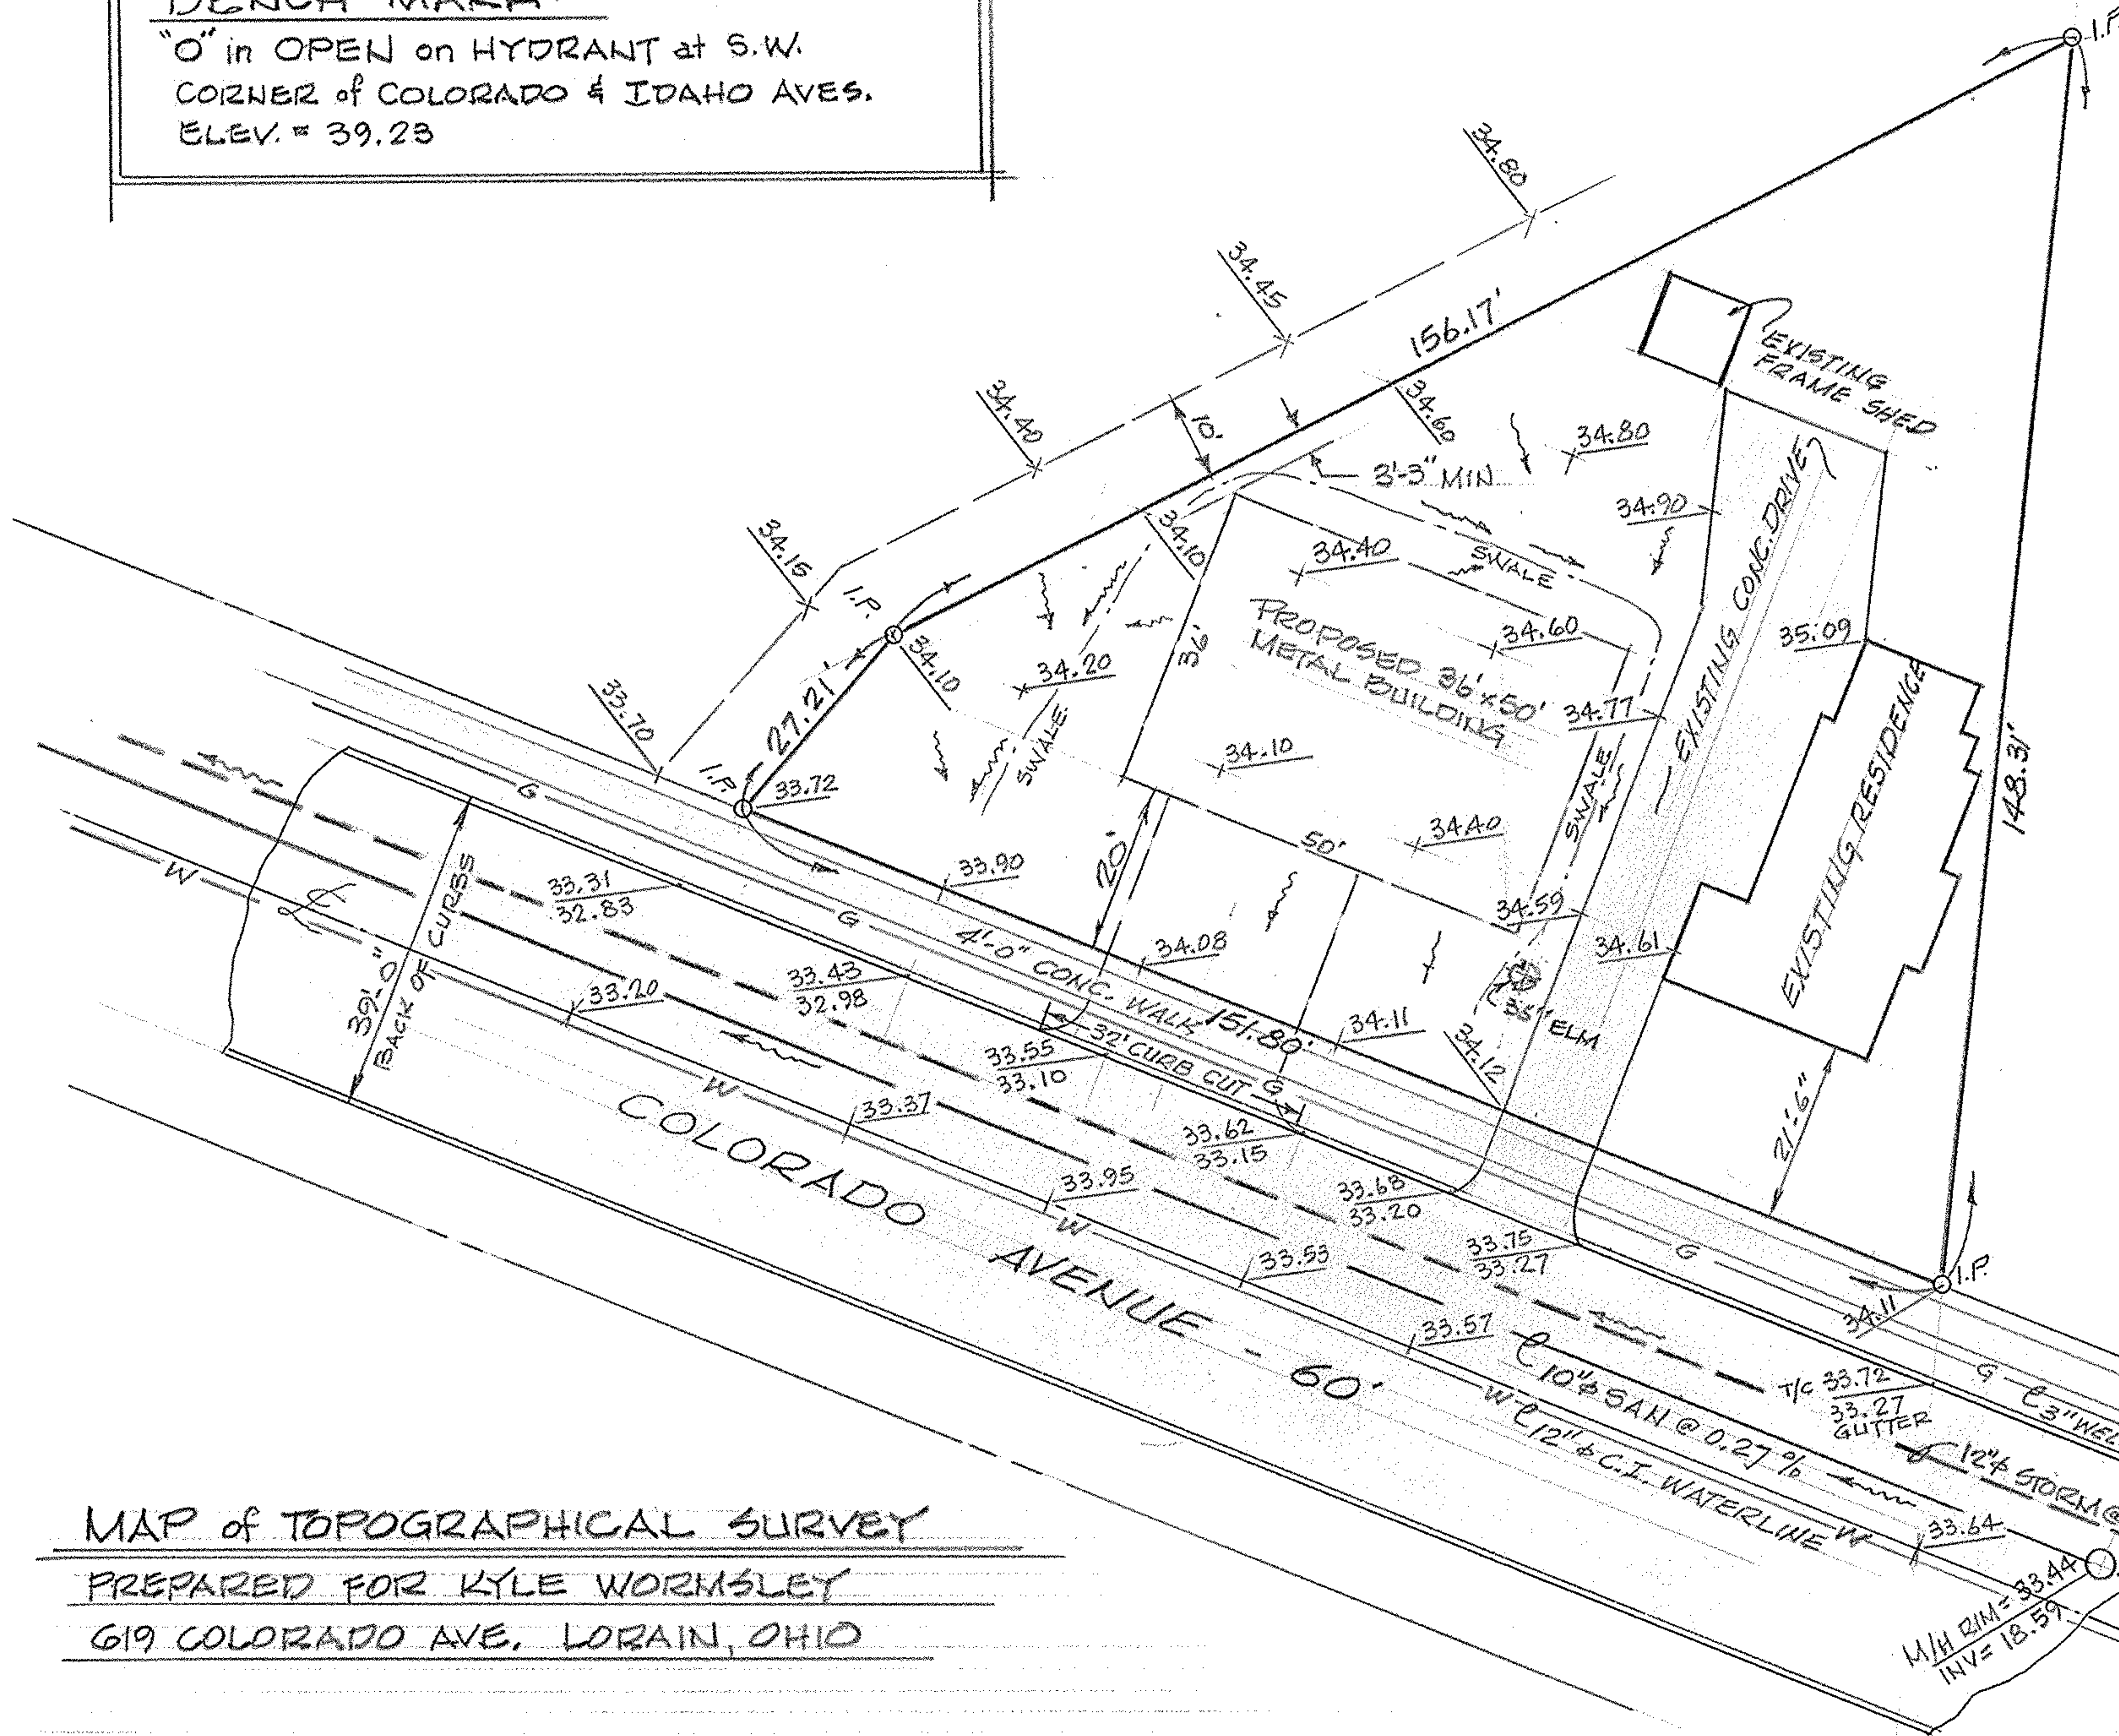 BENCH MARK
"O" in OPEN on HYDRANT at S.W.
CORNER of COLORADO & IDAHO AVES.
ELEV. = 39.23
I.P.
34.80
34.45
156.17'
EXISTING
FRAME SHED
34.40
10'
34.60
34.80
3'-3" MIN
34.90
EXISTING CONC. DRIVE
34.15
I.P.
34.10
34.10
34.40
SWALE
36'
PROPOSED 36'x50'
METAL BUILDING
34.60
35.09
34.20
SWALE
33.70
27.21'
I.P.
33.72
34.10
34.77
SWALE
EXISTING RESIDENCE
148.31'
34.40
50'
20'
33.90
34.59
34.61
G
G
33.31
32.83
W
39'-0"
BACK OF CURBS
4'-0" CONC. WALK
151.80'
34.08
36" ELM
34.11
34.12
33.43
32.98
33.20
32' CURB CUT
G
33.55
33.10
W
33.37
21'-6"
33.62
33.15
33.95
W
33.68
33.20
COLORADO AVENUE - 60'
33.53
33.75
33.27
G
I.P.
34.11
33.57
10"ϕ SAN @ 0.27 %
W
12"ϕ C.I. WATERLINE
W
T/C 33.72
33.27
GUTTER
G
3" WEL
12"ϕ STORM @
33.64
M/H RIM = 33.44
INV = 18.59
MAP of TOPOGRAPHICAL SURVEY
PREPARED FOR KYLE WORMSLEY
619 COLORADO AVE. LORAIN, OHIO